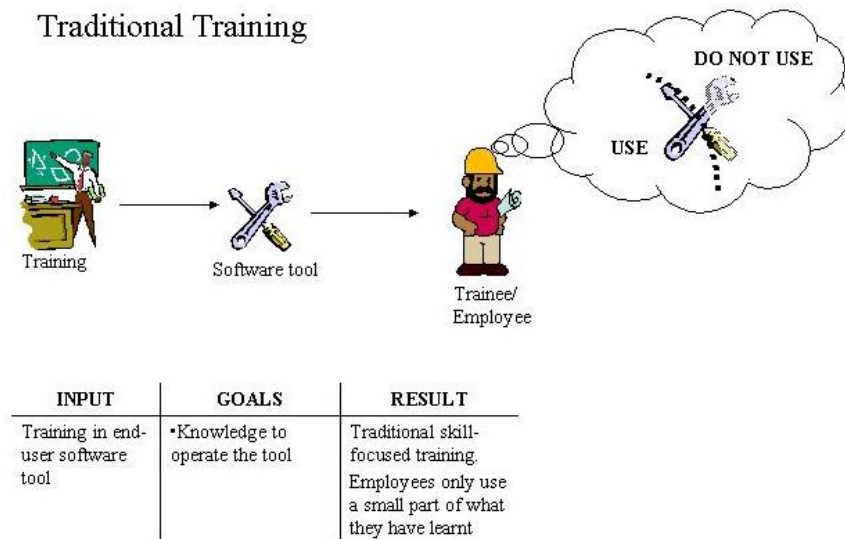 Traditional Training
DO NOT USE
USE
Training
Software tool
Trainee/
Employee
INPUT
GOALS
RESULT
Training in end-
user software
tool
▪Knowledge to
operate the tool
Traditional skill-
focused training.
Employees only use
a small part of what
they have learnt